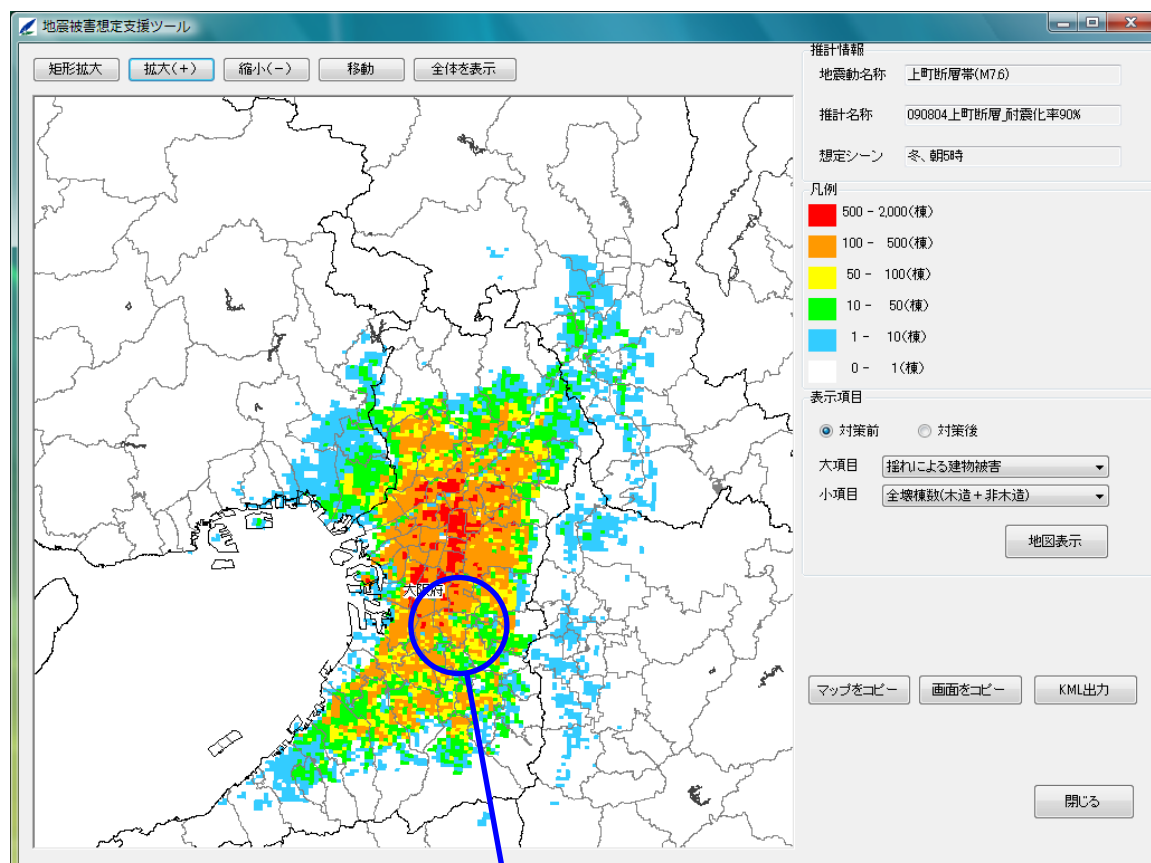 地震被害想定支援ツール
矩形拡大
拡大(+)
縮小(-)
移動
全体を表示
大阪府
推計情報
地震動名称 上町断層帯(M7.6)
推計名称 090804_上町断層_耐震化率90%
想定シーン 冬、朝5時
凡例
500 - 2,000(棟)
100 - 500(棟)
50 - 100(棟)
10 - 50(棟)
1 - 10(棟)
0 - 1(棟)
表示項目
対策前 対策後
大項目 揺れによる建物被害
小項目 全壊棟数(木造+非木造)
地図表示
マップをコピー
画面をコピー
KML出力
閉じる